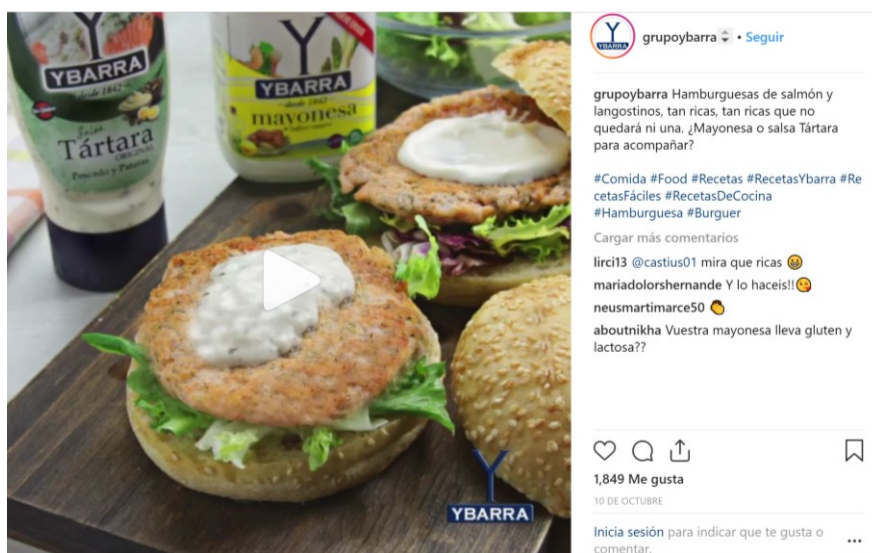 YBARRA
desde 1842
Salsa
Tártara
ORIGINAL
Pescado y Patatas
YBARRA
desde 1842
mayonesa
YBARRA
grupoybarra • Seguir
grupoybarra Hamburguesas de salmón y
langostinos, tan ricas, tan ricas que no
quedará ni una. ¿Mayonesa o salsa Tártara
para acompañar?
#Comida #Food #Recetas #RecetasYbarra #Re
cetasFáciles #RecetasDeCocina
#Hamburguesa #Burguer
Cargar más comentarios
lirci13 @castius01 mira que ricas 😁
mariadolorshernande Y lo haceis!!😘
neusmartimarce50 👏
aboutnikha Vuestra mayonesa lleva gluten y
lactosa??
1,849 Me gusta
10 DE OCTUBRE
Inicia sesión para indicar que te gusta o
comentar.
YBARRA